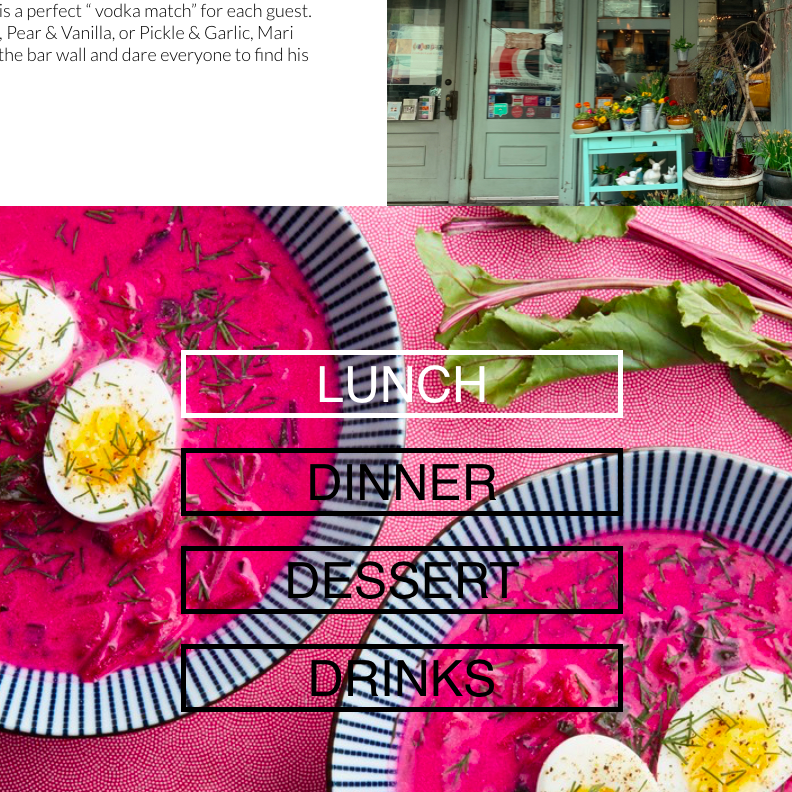 is a perfect “ vodka match” for each guest.
, Pear & Vanilla, or Pickle & Garlic, Mari
the bar wall and dare everyone to find his
LUNCH
DINNER
DESSERT
DRINKS